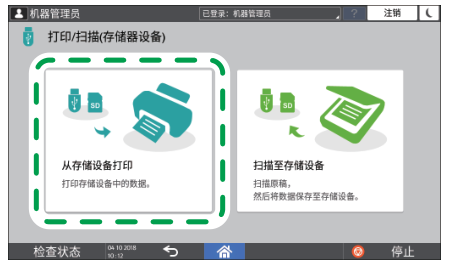 机器管理员
已登录：机器管理员
?
注销
打印/扫描(存储器设备)
SD
从存储设备打印
打印存储设备中的数据。
SD
扫描至存储设备
扫描原稿，
然后将数据保存至存储设备。
检查状态
04 10 2018
10:12
停止